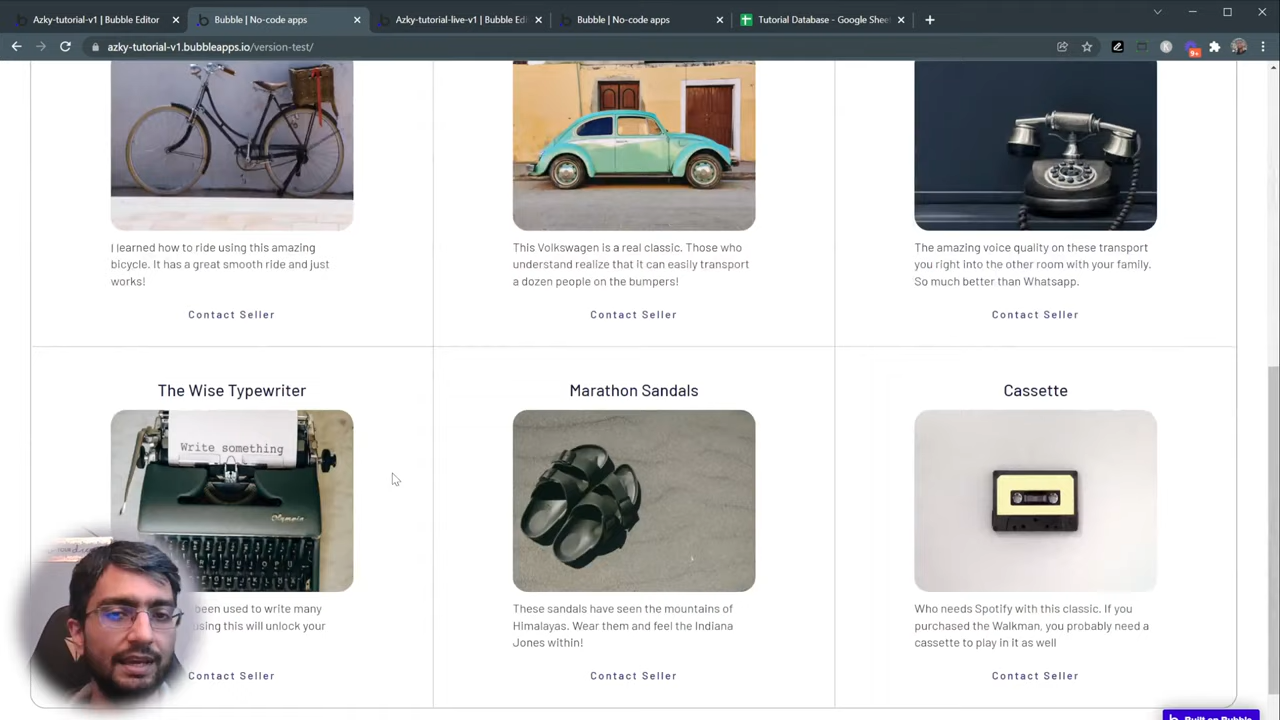 Azky-tutorial-v1 | Bubble Editor
Bubble | No-code apps
Azky-tutorial-live-v1 | Bubble Edi
Bubble | No-code apps
Tutorial Database - Google Shee
azky-tutorial-v1.bubbleapps.io/version-test/
9+
I learned how to ride using this amazing
bicycle. It has a great smooth ride and just
works!
Contact Seller
This Volkswagen is a real classic. Those who
understand realize that it can easily transport
a dozen people on the bumpers!
Contact Seller
The amazing voice quality on these transport
you right into the other room with your family.
So much better than Whatsapp.
Contact Seller
The Wise Typewriter
Write something
Olympia
been used to write many
using this will unlock your
Contact Seller
Marathon Sandals
These sandals have seen the mountains of
Himalayas. Wear them and feel the Indiana
Jones within!
Contact Seller
Cassette
Who needs Spotify with this classic. If you
purchased the Walkman, you probably need a
cassette to play in it as well
Contact Seller
Built on Bubble